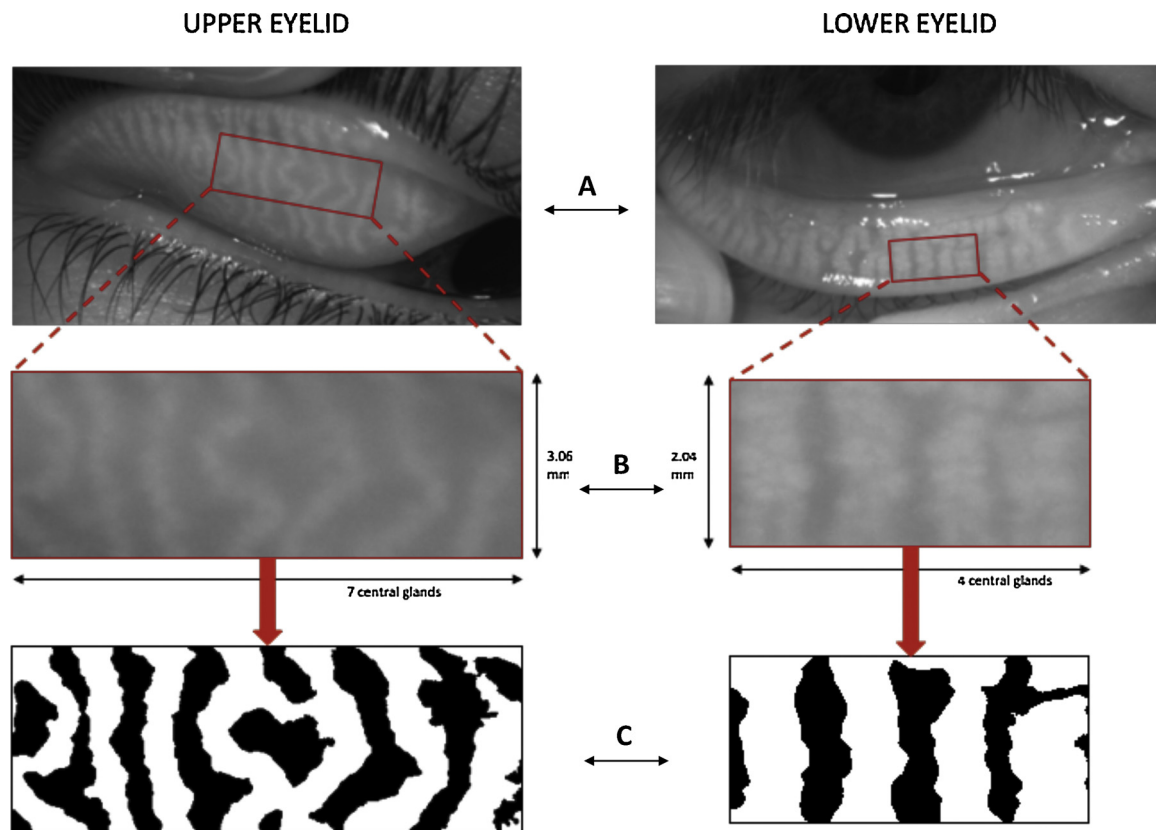 UPPER EYELID
LOWER EYELID
A
3.06
mm
B
2.04
mm
7 central glands
4 central glands
C